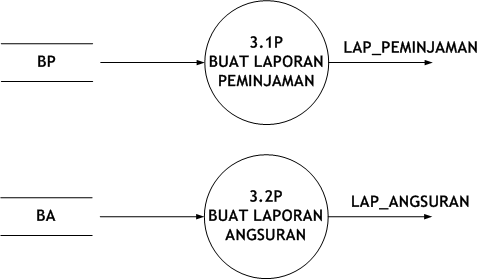 BP
3.1P
BUAT LAPORAN
PEMINJAMAN
LAP_PEMINJAMAN
BA
3.2P
BUAT LAPORAN
ANGSURAN
LAP_ANGSURAN